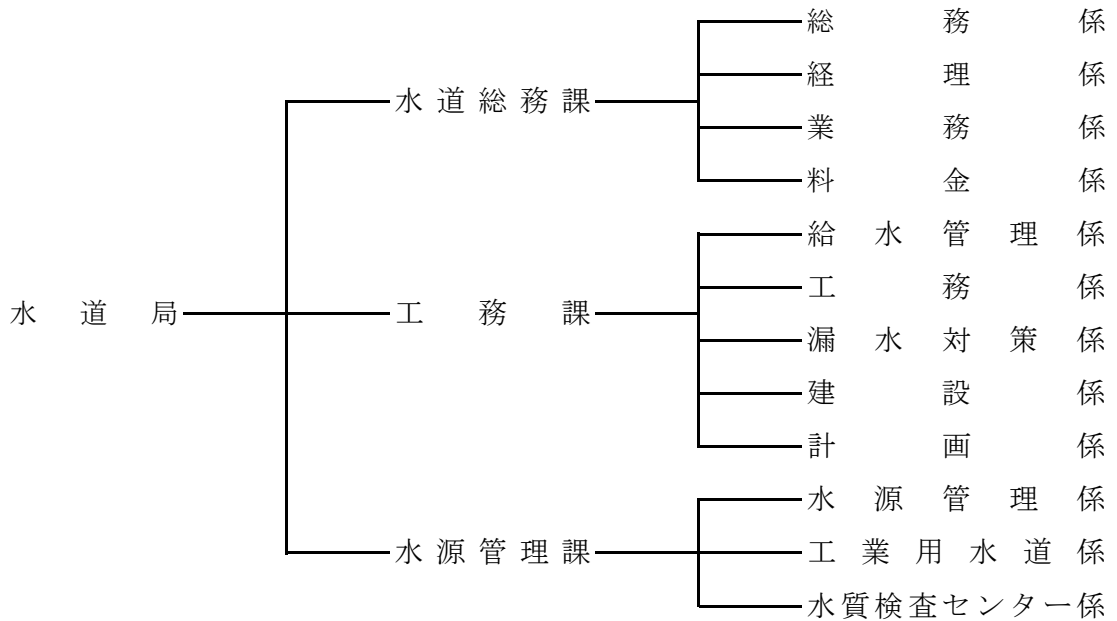 総務係
経理係
水道総務課
業務係
料金係
給水管理係
工務係
水道局
工務課
漏水対策係
建設係
計画係
水源管理係
水源管理課
工業用水道係
水質検査センター係